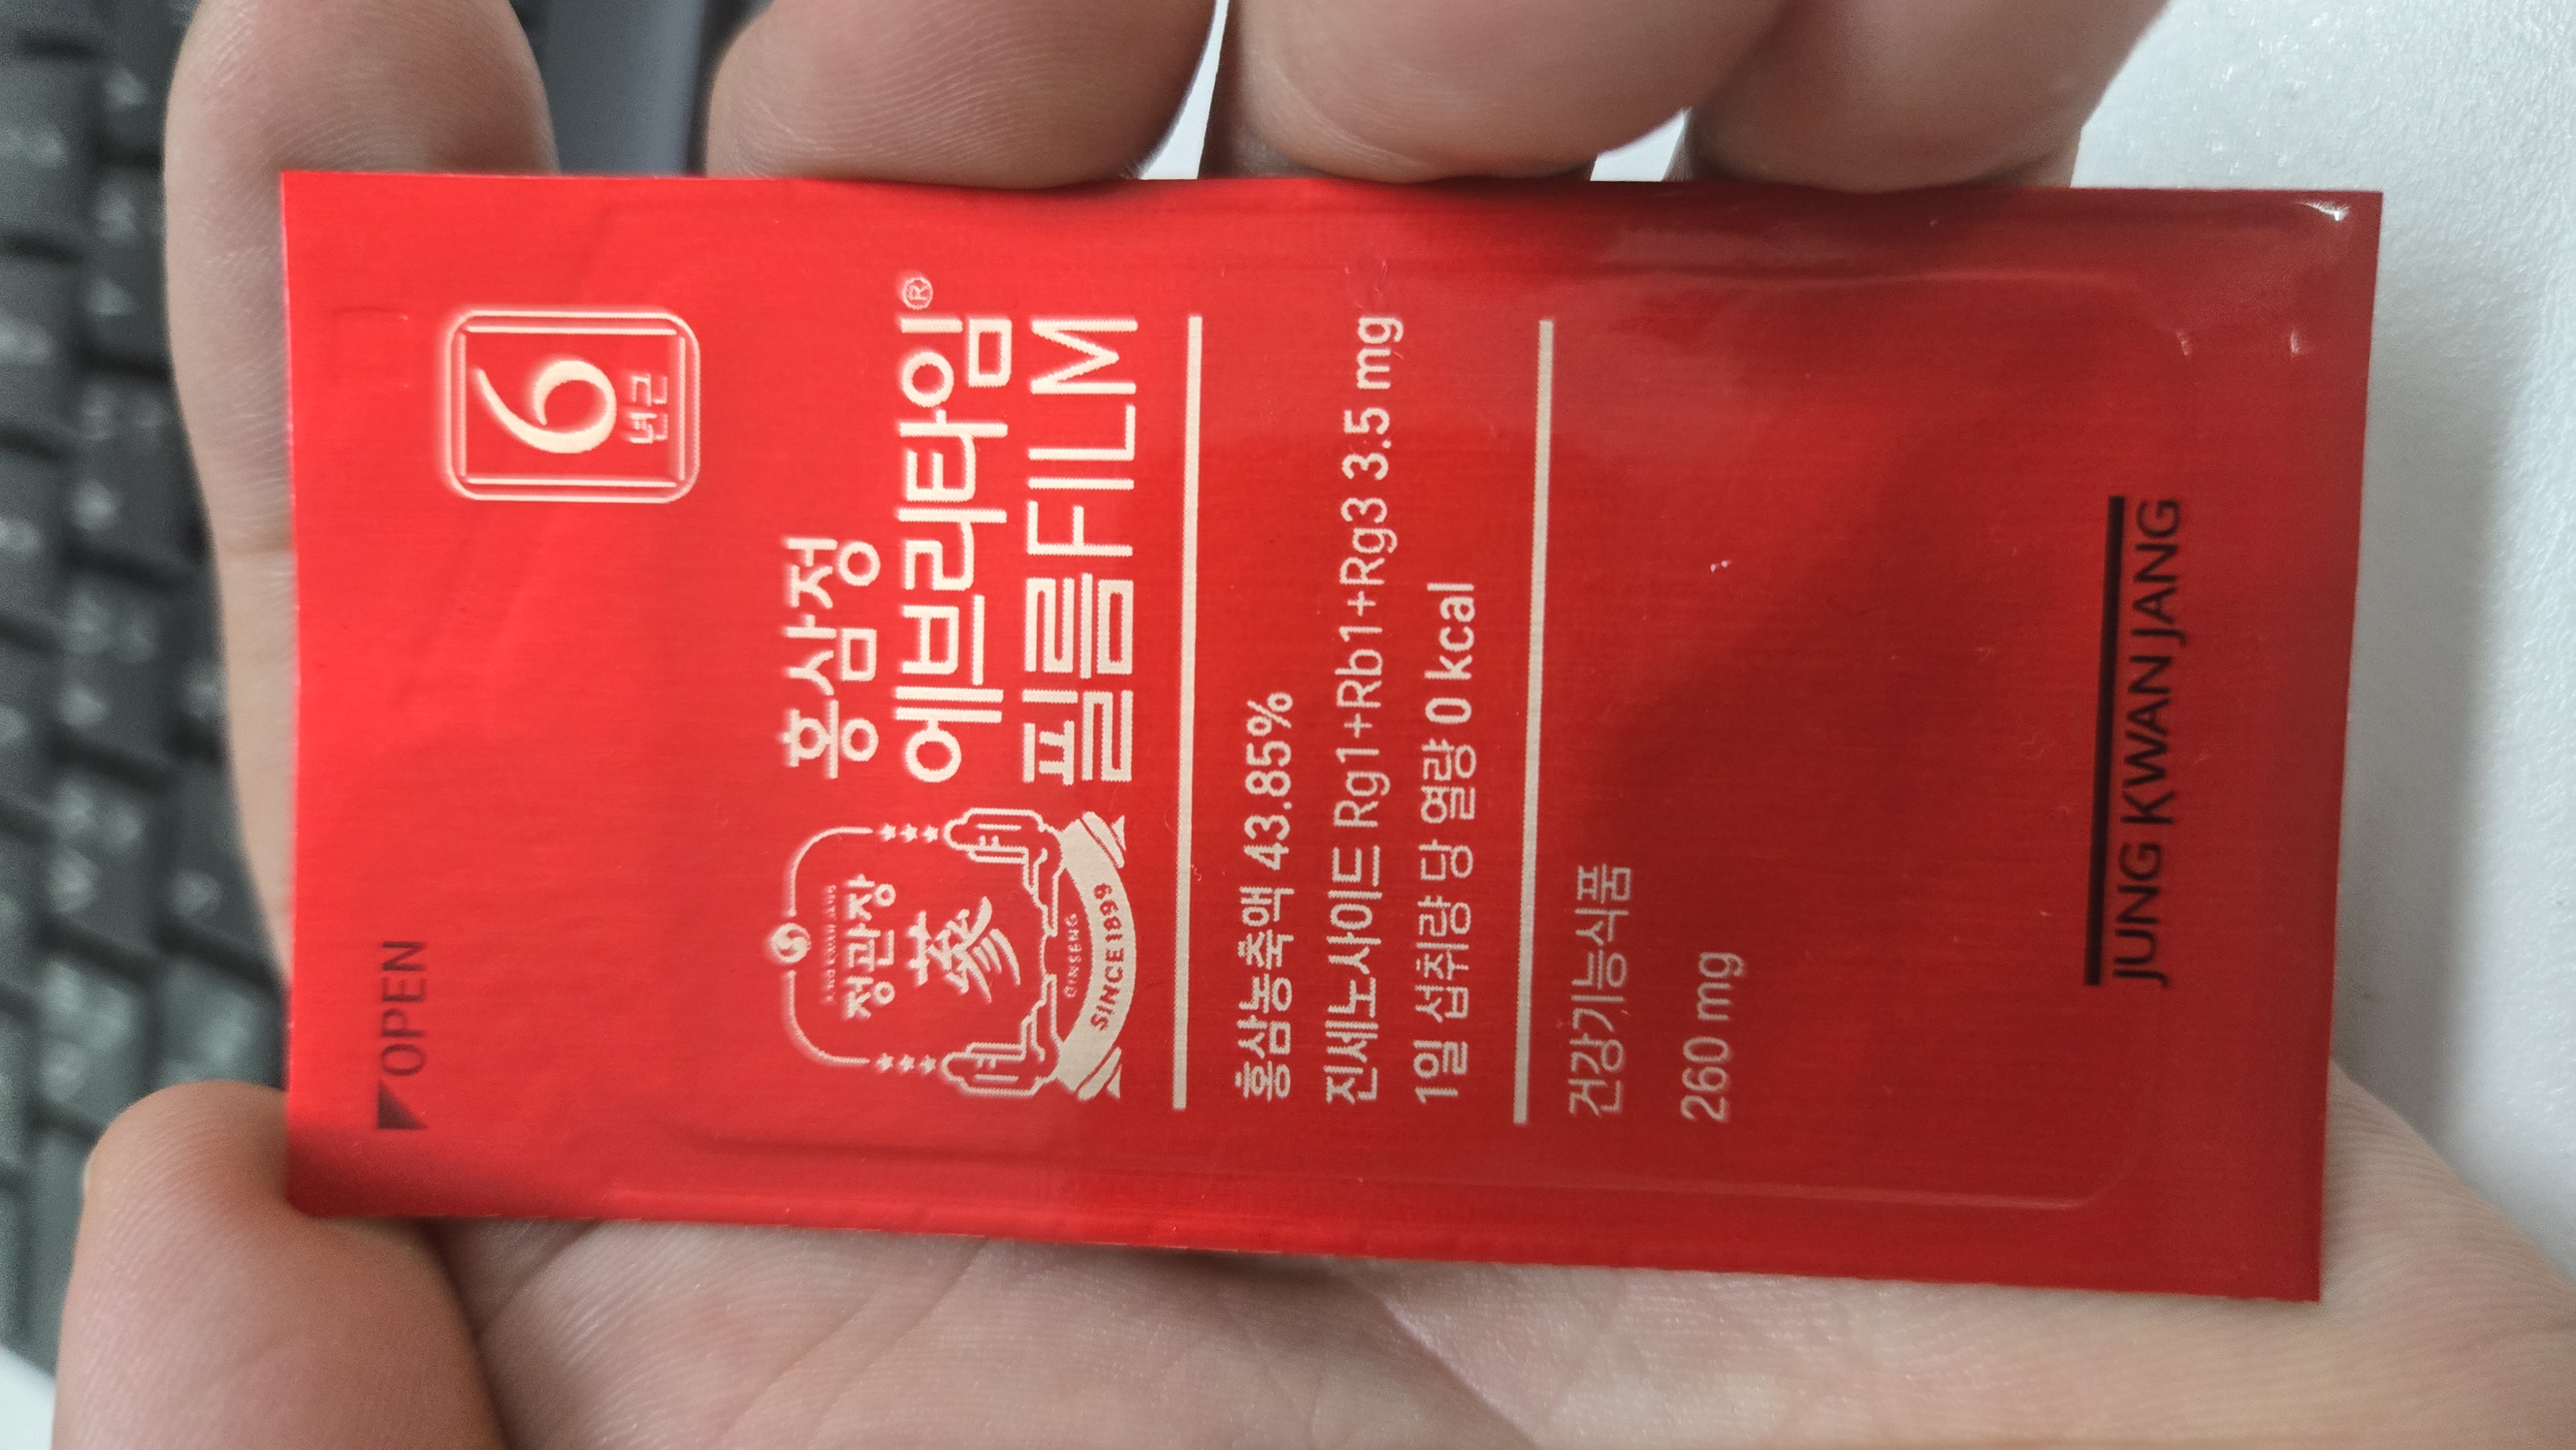 OPEN
6
년근
정관장
蔘
GINSENG
SINCE 1899
홍삼정
에브리타임®
필름FILM
홍삼농축액 43.85%
진세노사이드 Rg1+Rb1+Rg3 3.5 mg
1일 섭취량 당 열량 0 kcal
건강기능식품
260 mg
JUNG KWAN JANG